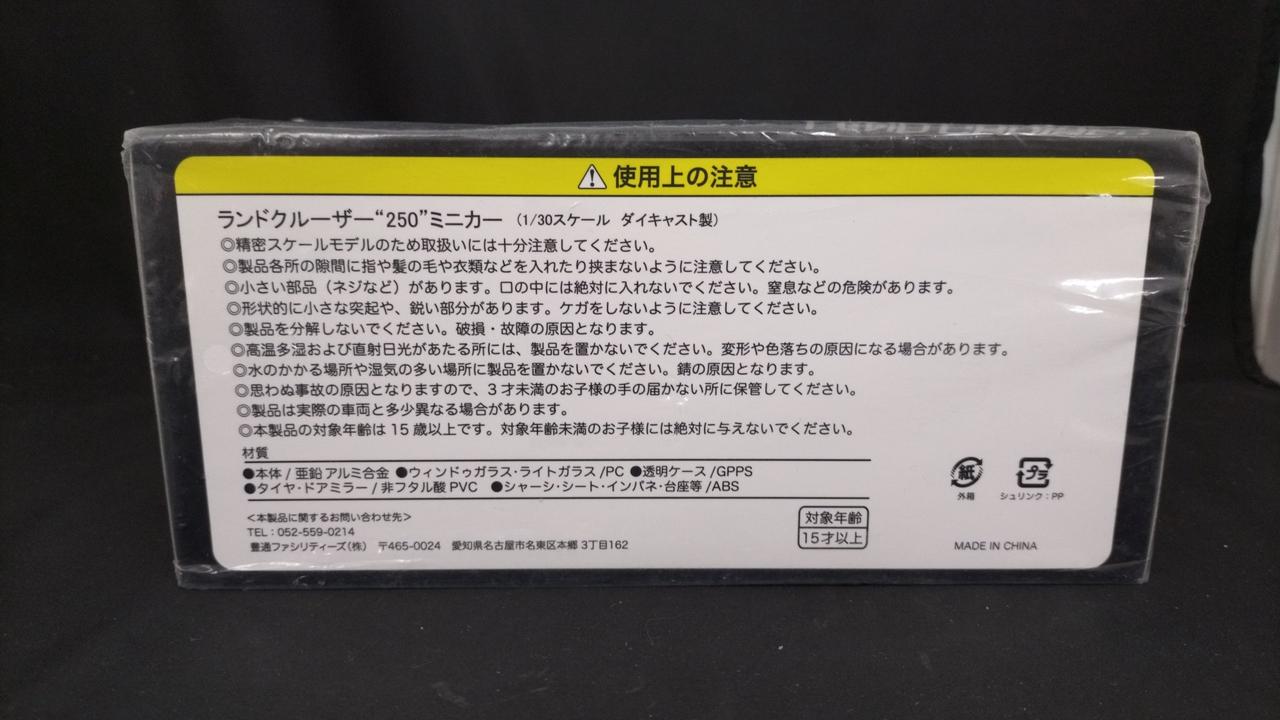 ⚠使用上の注意
ランドクルーザー“250”ミニカー (1/30スケール ダイキャスト製)
◎精密スケールモデルのため取扱いには十分注意してください。
◎製品各所の隙間に指や髪の毛や衣類などを入れたり挟まないように注意してください。
◎小さい部品(ネジなど)があります。口の中には絶対に入れないでください。窒息などの危険があります。
◎形状的に小さな突起や、鋭い部分があります。ケガをしないように注意してください。
◎製品を分解しないでください。破損・故障の原因となります。
◎高温多湿および直射日光があたる所には、製品を置かないでください。変形や色落ちの原因になる場合があります。
◎水のかかる場所や湿気の多い場所に製品を置かないでください。錆の原因となります。
◎思わぬ事故の原因となりますので、3才未満のお子様の手の届かない所に保管してください。
◎製品は実際の車両と多少異なる場合があります。
◎本製品の対象年齢は15歳以上です。対象年齢未満のお子様には絶対に与えないでください。
材質
●本体/亜鉛アルミ合金 ●ウィンドゥガラス・ライトガラス/PC ●透明ケース/GPPS
●タイヤ・ドアミラー/非フタル酸PVC ●シャーシ・シート・インパネ・台座等/ABS
紙
外箱
プラ
シュリンク:PP
<本製品に関するお問い合わせ先>
TEL:052-559-0214
豊通ファシリティーズ(株) 〒465-0024 愛知県名古屋市名東区本郷3丁目162
対象年齢
15才以上
MADE IN CHINA